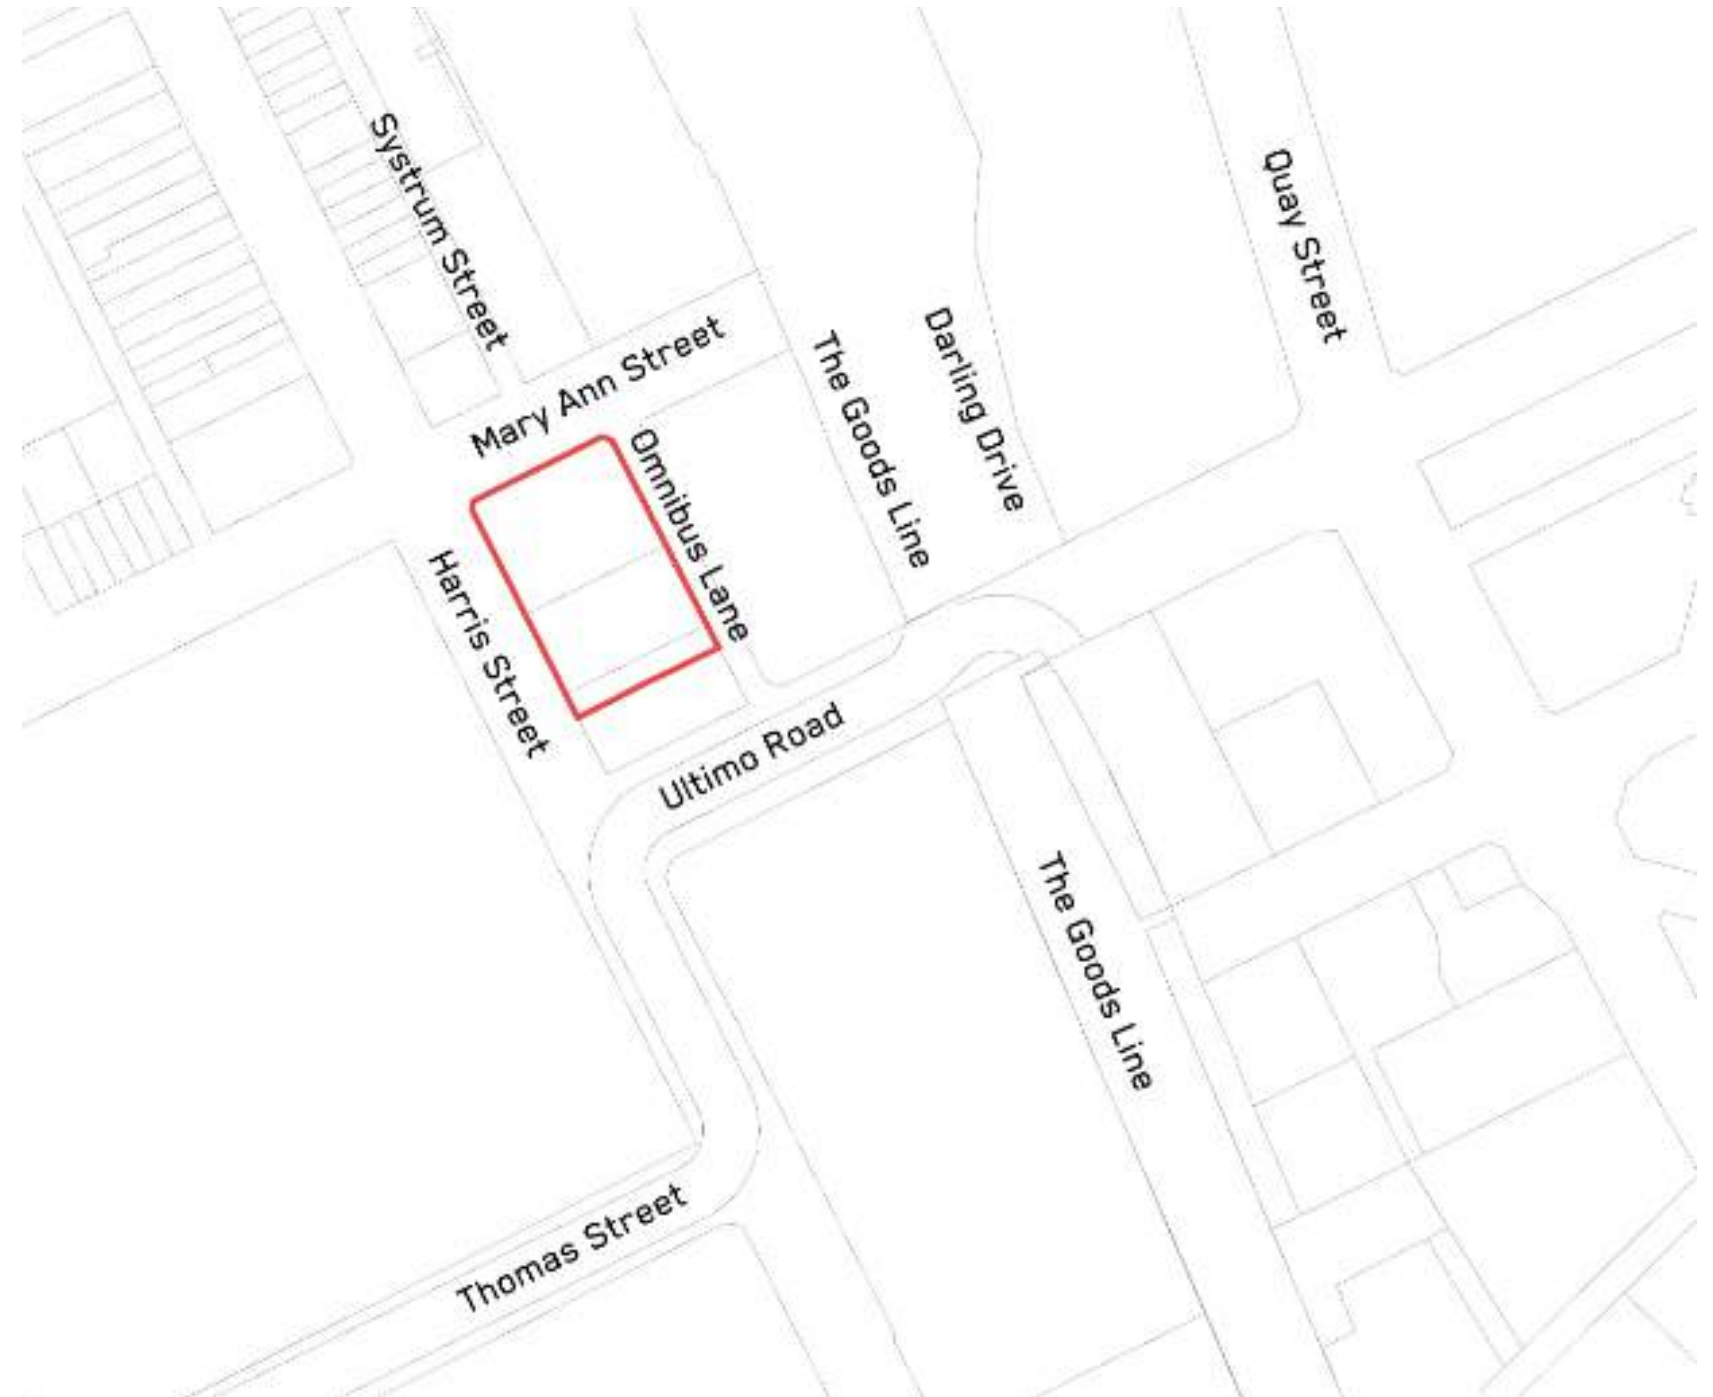 Systrum Street
Quay Street
Mary Ann Street
The Goods Line
Darling Drive
Omnibus Lane
Harris Street
Ultimo Road
The Goods Line
Thomas Street